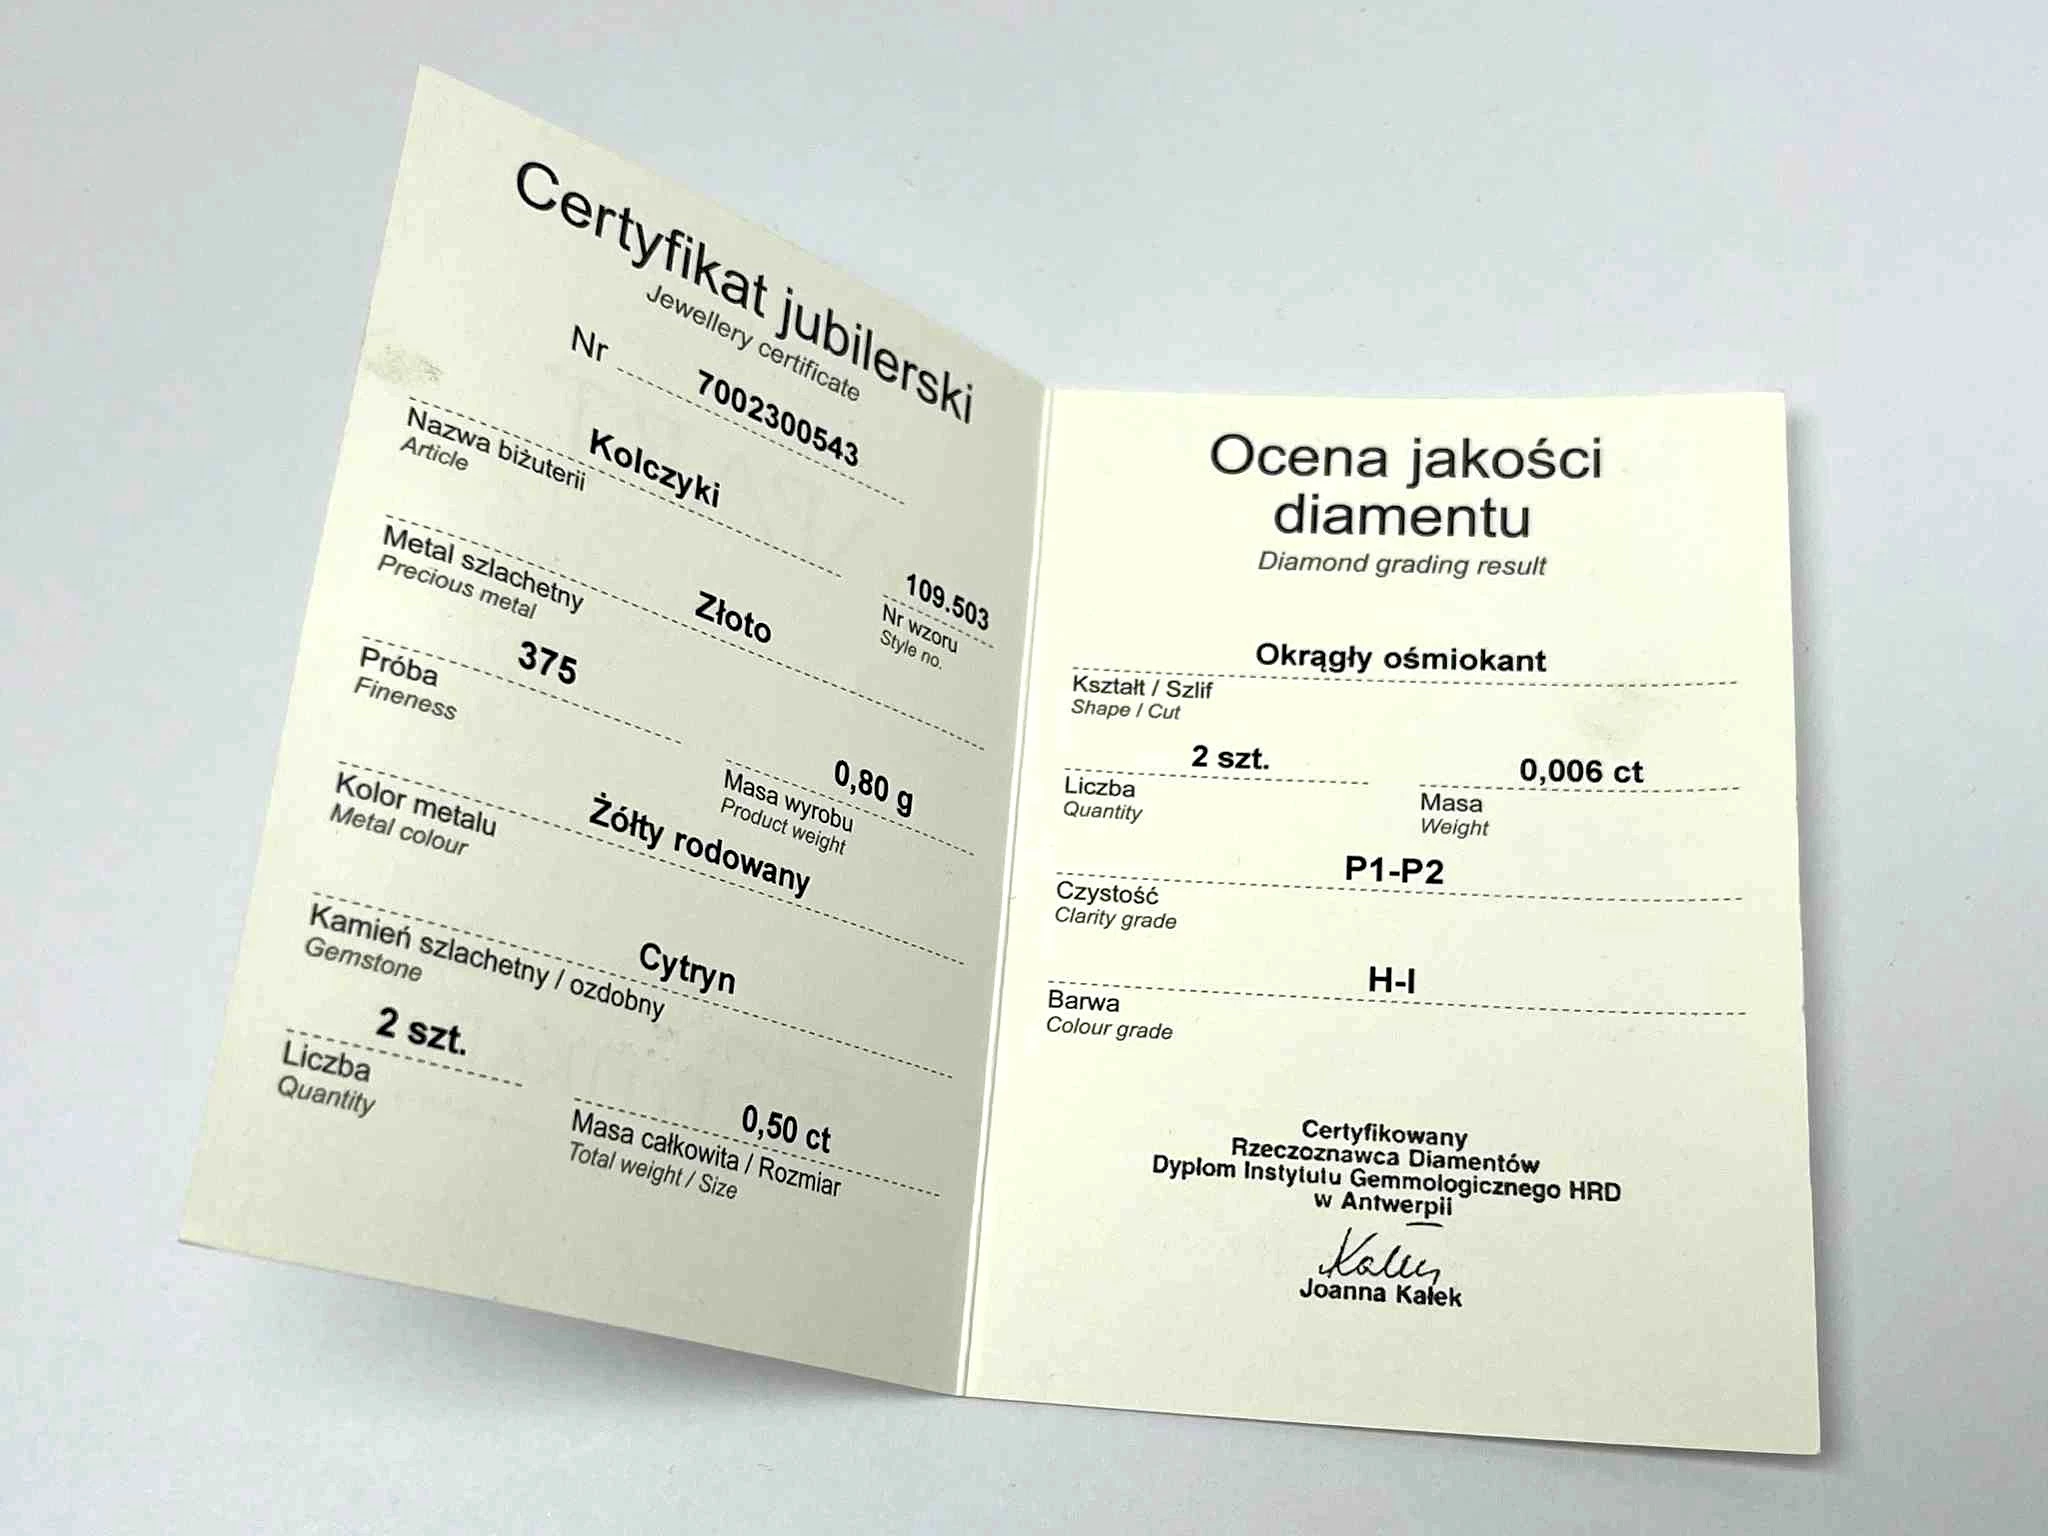 Certyfikat jubilerski
Jewellery certificate
Nr 7002300543
Kolczyki
109.503
Nazwa biżuterii
Article
Nr wzoru
Style no.
Złoto
Metal szlachetny
Precious metal
375
0,80 g
Próba
Fineness
Masa wyrobu
Product weight
Żółty rodowany
Kolor metalu
Metal colour
Cytryn
Kamień szlachetny / ozdobny
Gemstone
2 szt.
0,50 ct
Liczba
Quantity
Masa całkowita / Rozmiar
Total weight / Size
Ocena jakości
diamentu
Diamond grading result
Okrągły ośmiokant
Kształt / Szlif
Shape / Cut
2 szt.
0,006 ct
Liczba
Quantity
Masa
Weight
P1-P2
Czystość
Clarity grade
H-I
Barwa
Colour grade
Certyfikowany
Rzeczoznawca Diamentów
Dyplom Instytutu Gemmologicznego HRD
w Antwerpii
Joanna Kałek